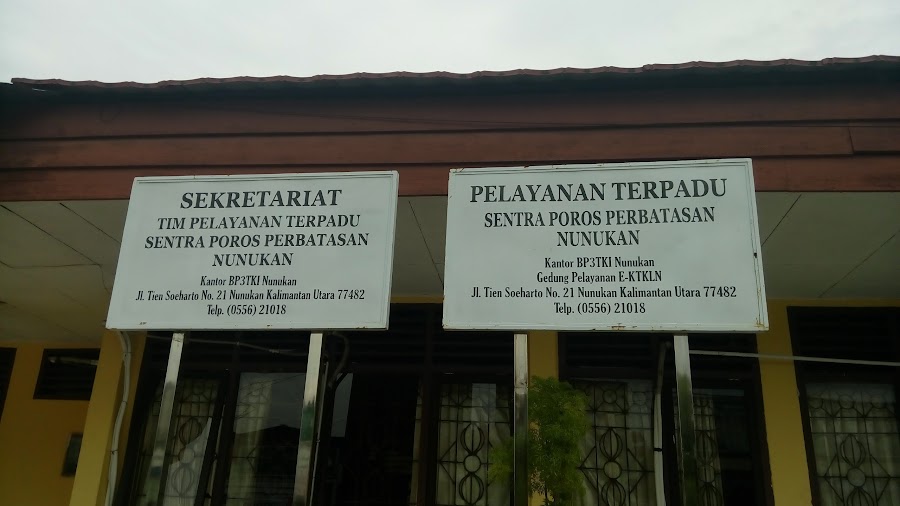 SEKRETARIAT
TIM PELAYANAN TERPADU
SENTRA POROS PERBATASAN
NUNUKAN
Kantor BP3TKI Nunukan
Jl. Tien Soeharto No. 21 Nunukan Kalimantan Utara 77482
Telp. (0556) 21018
PELAYANAN TERPADU
SENTRA POROS PERBATASAN
NUNUKAN
Kantor BP3TKI Nunukan
Gedung Pelayanan E-KTKLN
Jl. Tien Soeharto No. 21 Nunukan Kalimantan Utara 77482
Telp. (0556) 21018